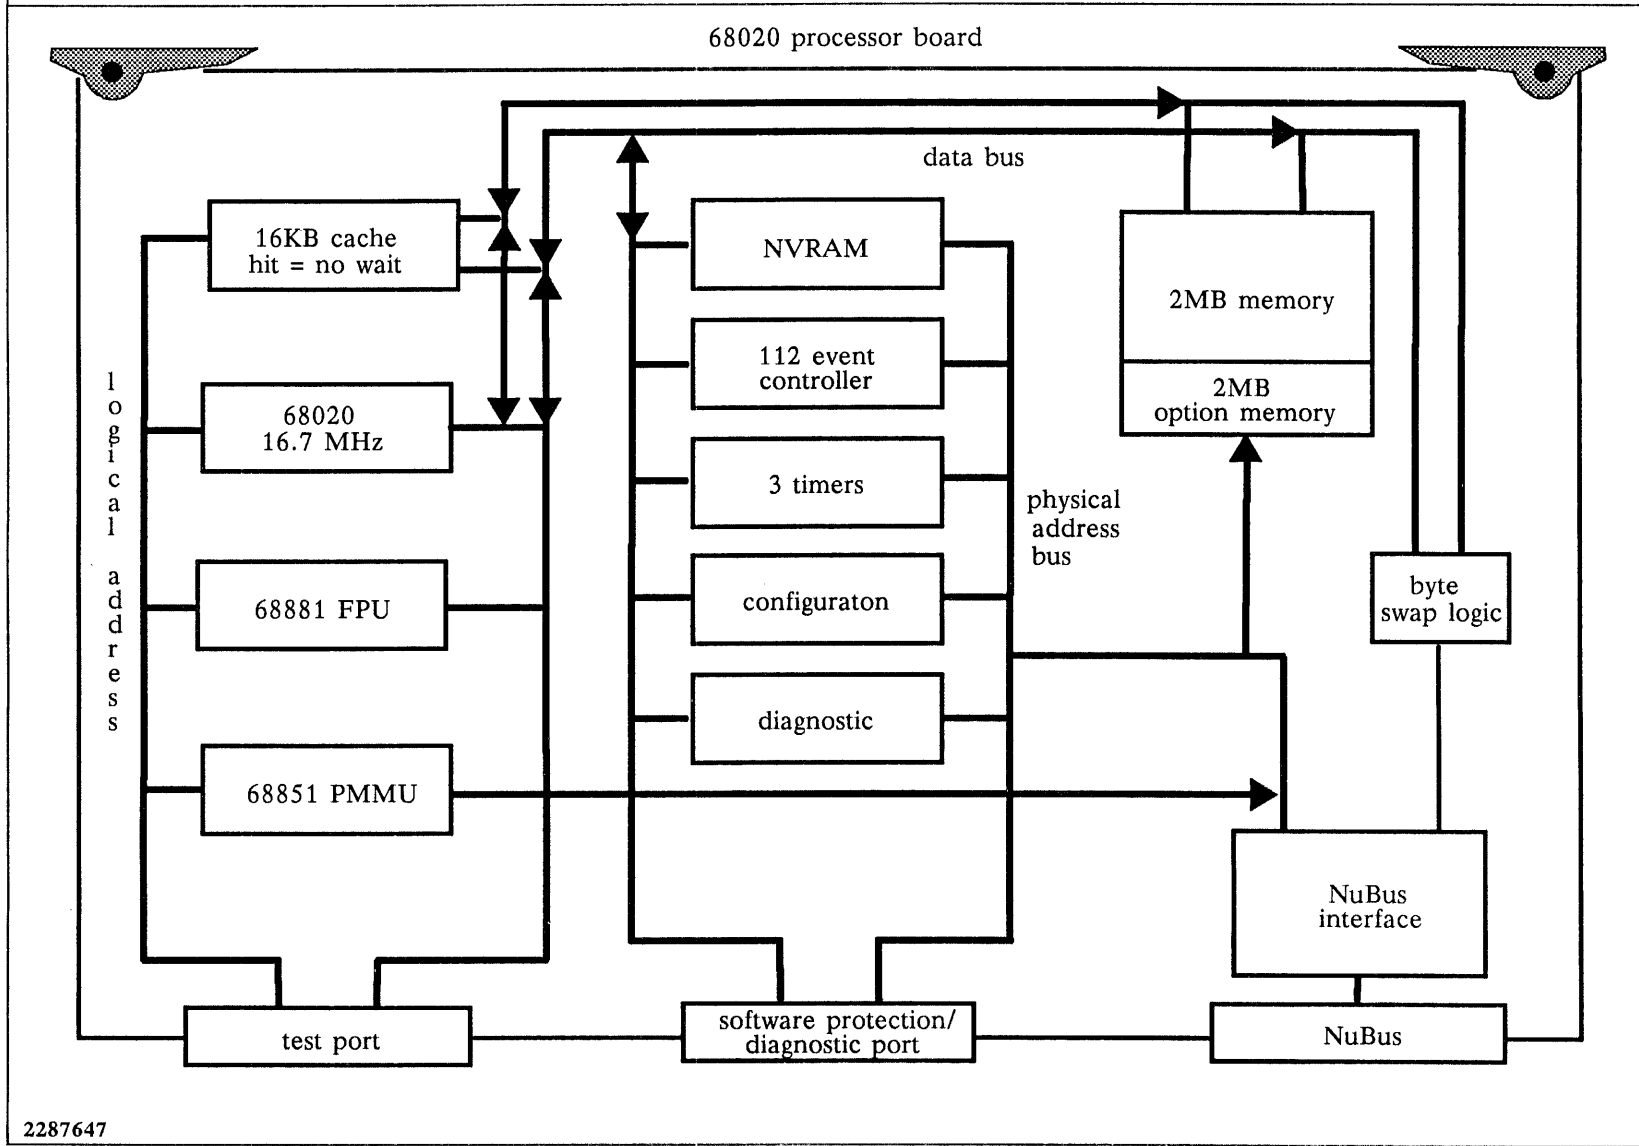 68020 processor board
data bus
16KB cache
hit = no wait
NVRAM
2MB memory
112 event
controller
2MB
option memory
logical address
68020
16.7 MHz
3 timers
physical
address
bus
68881 FPU
configuraton
byte
swap logic
diagnostic
68851 PMMU
NuBus
interface
test port
software protection/
diagnostic port
NuBus
2287647